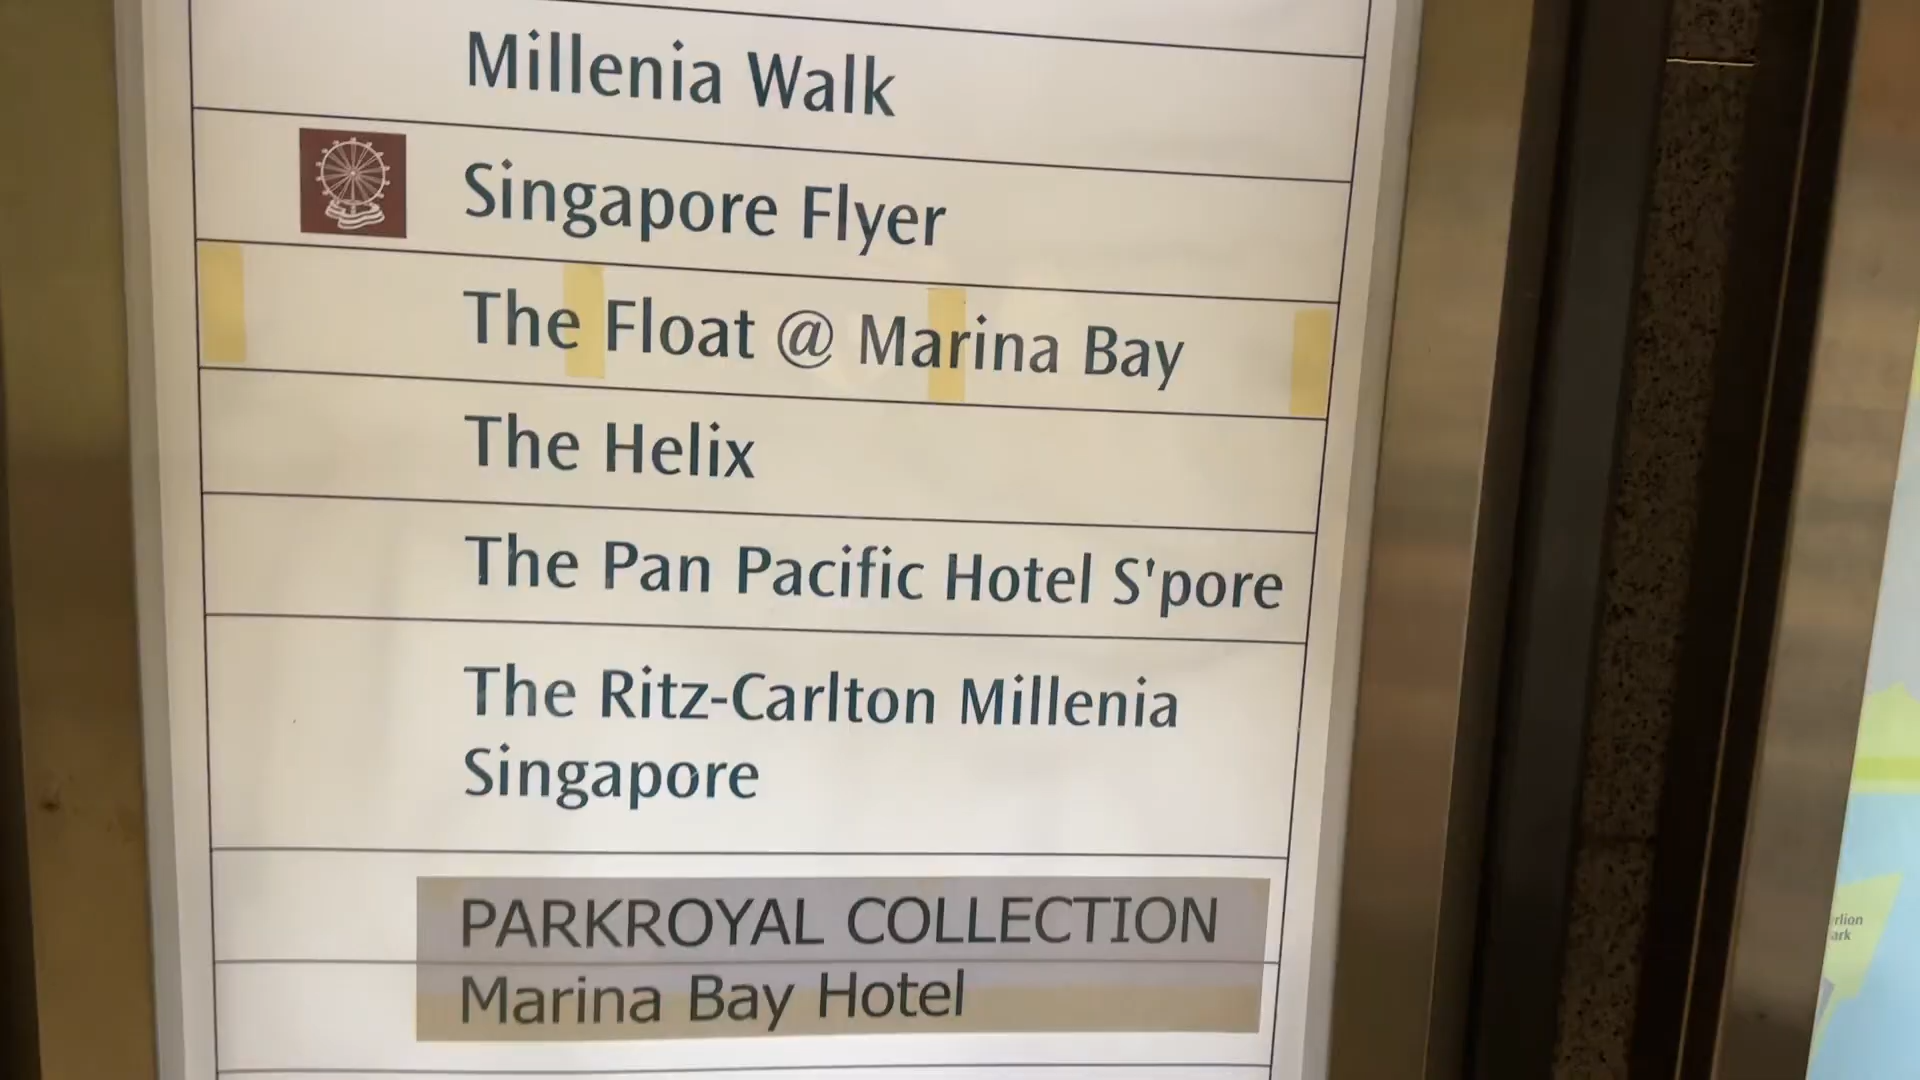 Millenia Walk
Singapore Flyer
The Float @ Marina Bay
The Helix
The Pan Pacific Hotel S'pore
The Ritz-Carlton Millenia
Singapore
PARKROYAL COLLECTION
Marina Bay Hotel